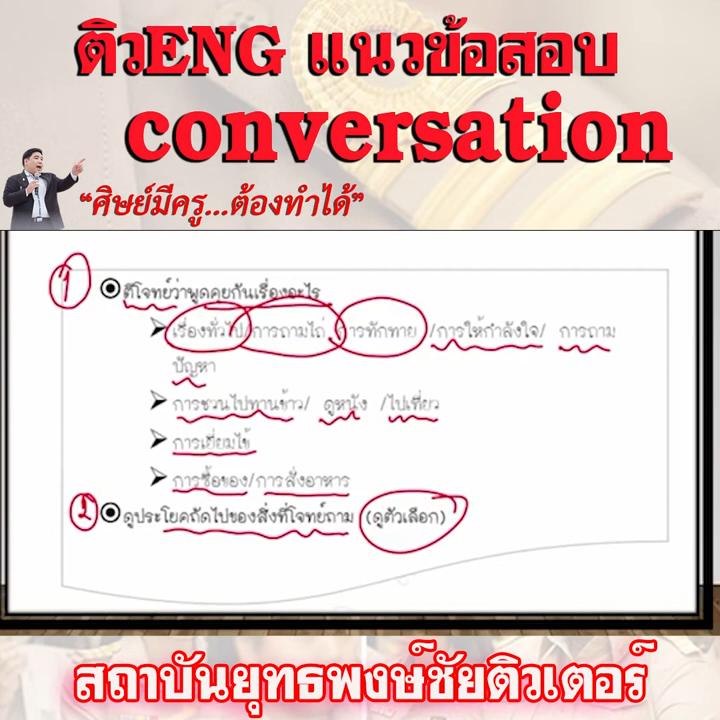 ติวENG แนวข้อสอบ
conversation
“ศิษย์มีครู...ต้องทำได้”
1 ตีโจทย์ว่าพูดคุยกันเรื่องอะไร
เรื่องทั่วไป/การถามไถ่/ การทักทาย /การให้กำลังใจ/ การถาม
ปัญหา
การชวนไปทานข้าว/ ดูหนัง /ไปเที่ยว
การเยี่ยมไข้
การซื้อของ/การสั่งอาหาร
2 ดูประโยคถัดไปของสิ่งที่โจทย์ถาม (ดูตัวเลือก)
สถาบันยุทธพงษ์ชัยติวเตอร์